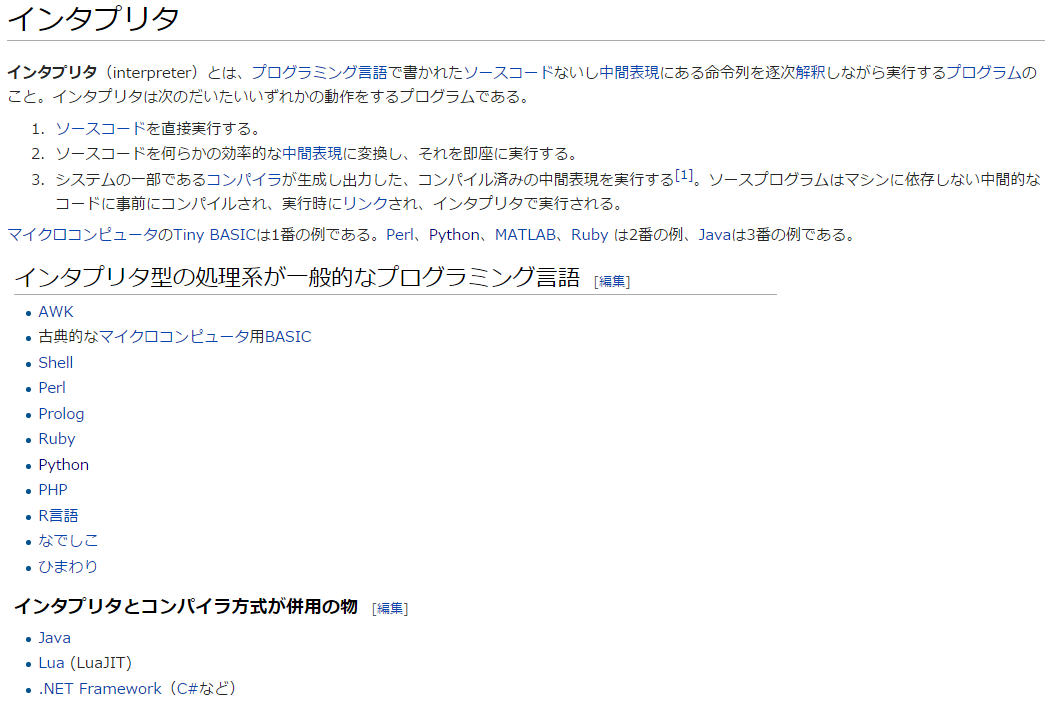 インタプリタ
インタプリタ（interpreter）とは、プログラミング言語で書かれたソースコードないし中間表現にある命令列を逐次解釈しながら実行するプログラムの
こと。インタプリタは次のだいたいいずれかの動作をするプログラムである。
1. ソースコードを直接実行する。
2. ソースコードを何らかの効率的な中間表現に変換し、それを即座に実行する。
3. システムの一部であるコンパイラが生成し出力した、コンパイル済みの中間表現を実行する[1]。ソースプログラムはマシンに依存しない中間的な
コードに事前にコンパイルされ、実行時にリンクされ、インタプリタで実行される。
マイクロコンピュータのTiny BASICは1番の例である。Perl、Python、MATLAB、Ruby は2番の例、Javaは3番の例である。
インタプリタ型の処理系が一般的なプログラミング言語 [編集]
• AWK
• 古典的なマイクロコンピュータ用BASIC
• Shell
• Perl
• Prolog
• Ruby
• Python
• PHP
• R言語
• なでしこ
• ひまわり
インタプリタとコンパイラ方式が併用の物 [編集]
• Java
• Lua (LuaJIT)
• .NET Framework（C#など）